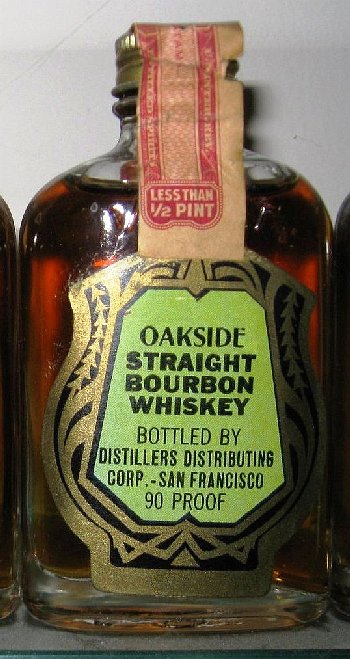 LESS THAN
1/2 PINT
OAKSIDE
STRAIGHT
BOURBON
WHISKEY
BOTTLED BY
DISTILLERS DISTRIBUTING
CORP.-SAN FRANCISCO
90 PROOF